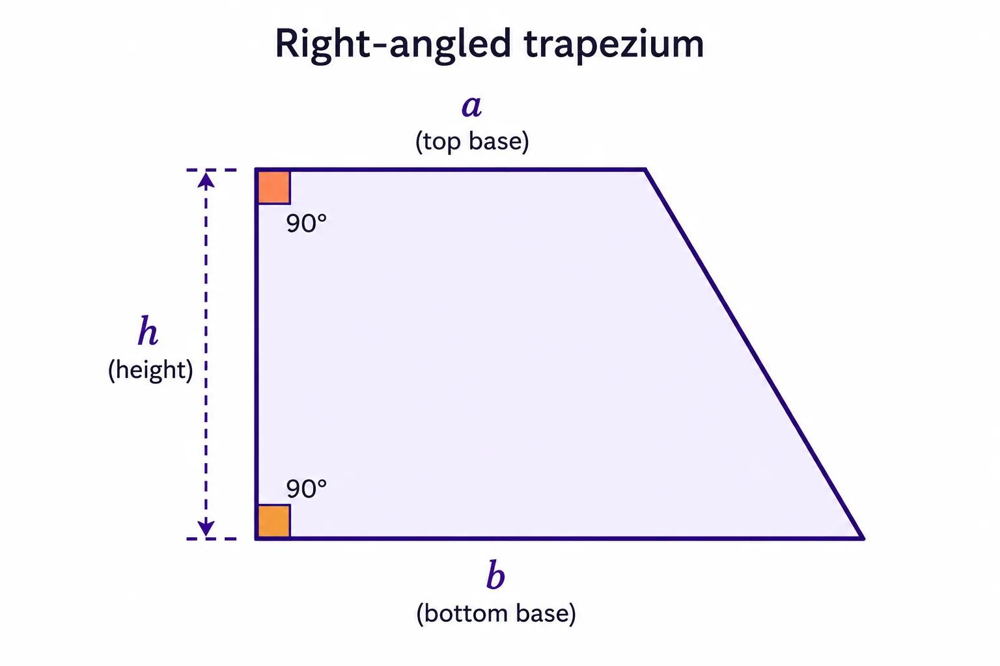 Right-angled trapezium
a
(top base)
90°
h
(height)
90°
b
(bottom base)